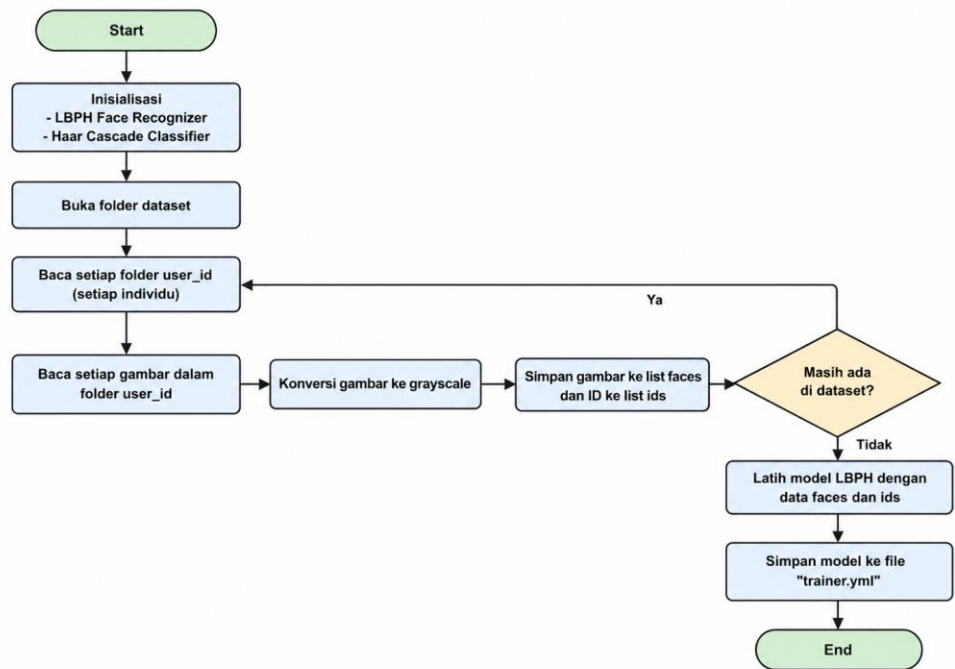 Start
Inisialisasi
- LBPH Face Recognizer
- Haar Cascade Classifier
Buka folder dataset
Baca setiap folder user_id
(setiap individu)
Baca setiap gambar dalam
folder user_id
Konversi gambar ke grayscale
Simpan gambar ke list faces
dan ID ke list ids
Masih ada
di dataset?
Ya
Tidak
Latih model LBPH dengan
data faces dan ids
Simpan model ke file
"trainer.yml"
End